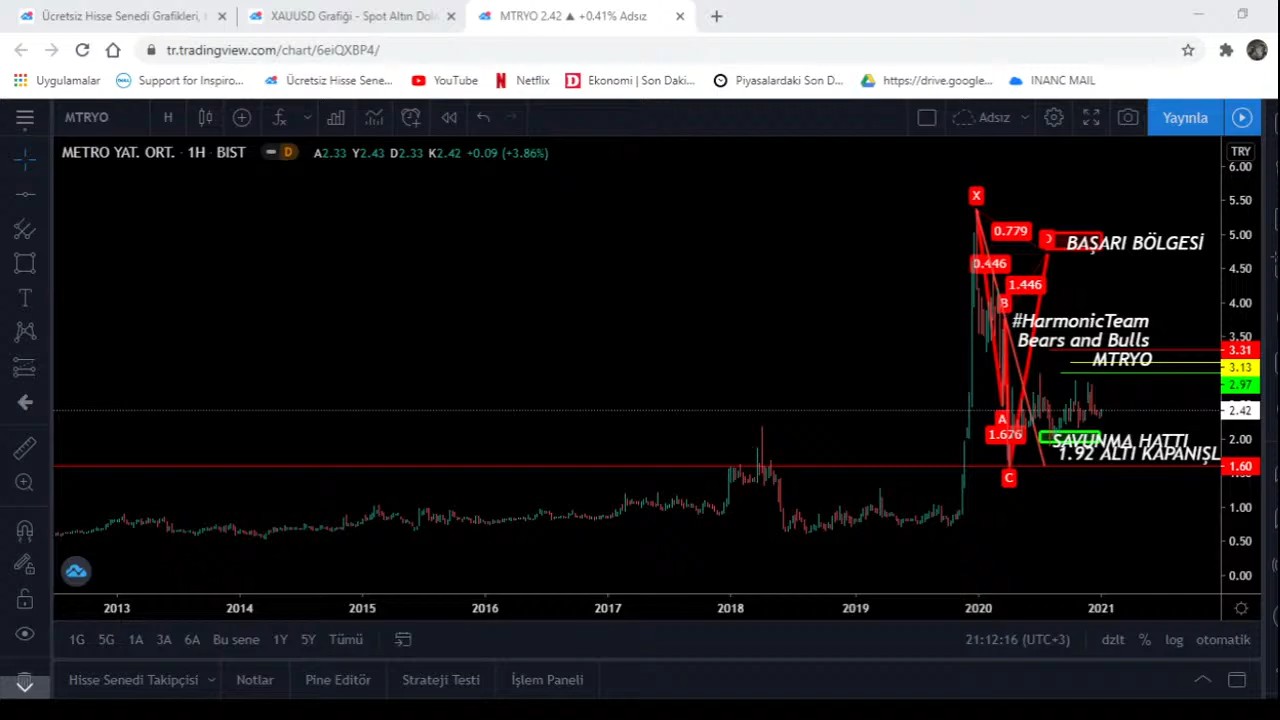 Ücretsiz Hisse Senedi Grafikleri,
XAUUSD Grafiği - Spot Altın Dol
MTRYO 2.42 ▲ +0.41% Adsız
tr.tradingview.com/chart/6eiQXBP4/
Uygulamalar
Support for Inspiro...
Ücretsiz Hisse Sene...
YouTube
Netflix
Ekonomi | Son Daki...
Piyasalardaki Son D...
https://drive.google...
INANC MAIL
MTRYO
H
Adsız
Yayınla
METRO YAT. ORT. · 1H · BIST
D
A2.33 Y2.43 D2.33 K2.42 +0.09 (+3.86%)
TRY
6.00
5.50
5.00
4.50
4.00
3.50
3.31
3.13
2.97
2.42
2.00
1.60
1.00
0.50
0.00
X
0.779
BAŞARI BÖLGESİ
0.446
1.446
B
#HarmonicTeam
Bears and Bulls
MTRYO
A
1.676
SAVUNMA HATTI
1.92 ALTI KAPANIŞL
C
2013
2014
2015
2016
2017
2018
2019
2020
2021
1G
5G
1A
3A
6A
Bu sene
1Y
5Y
Tümü
21:12:16 (UTC+3)
dzlt
%
log
otomatik
Hisse Senedi Takipçisi
Notlar
Pine Editör
Strateji Testi
İşlem Paneli